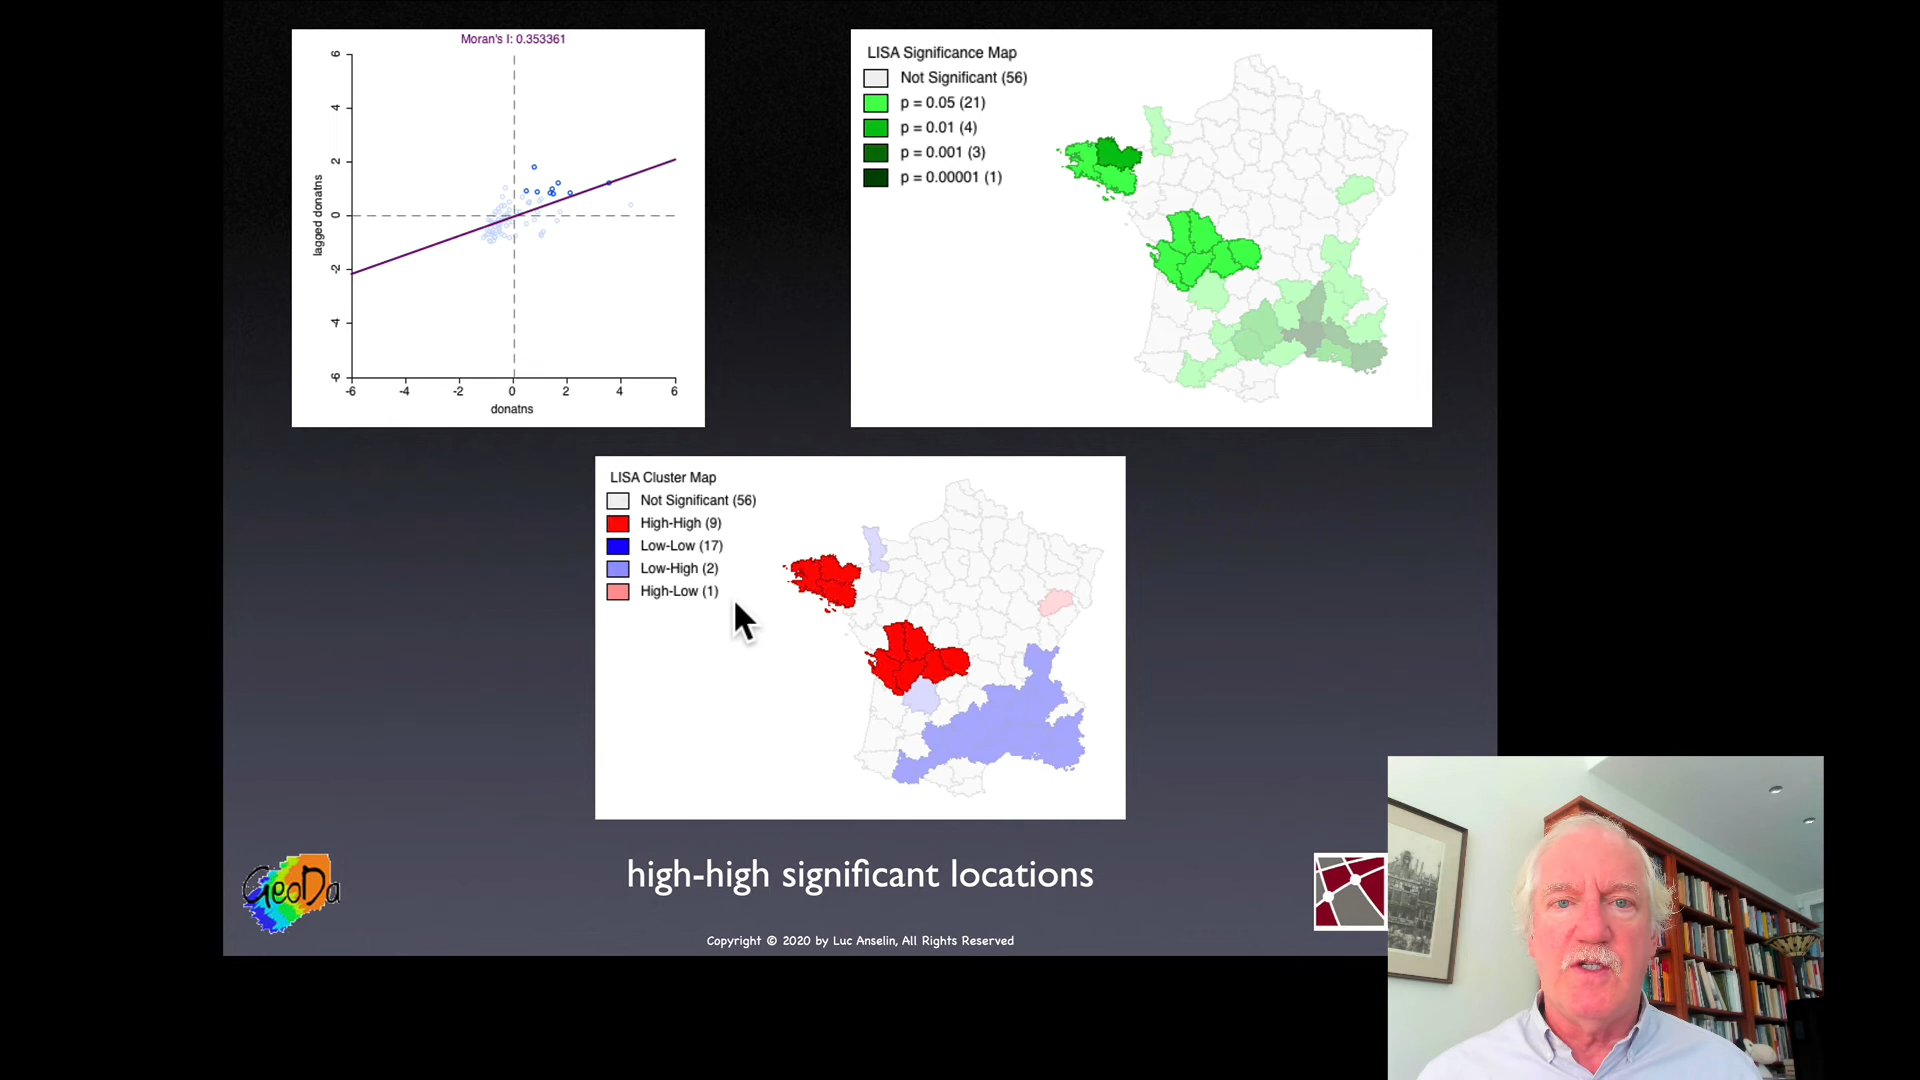 Moran's I: 0.353361
6
4
2
0
-2
-4
-6
lagged donatns
-6
-4
-2
0
2
4
6
donatns
LISA Significance Map
Not Significant (56)
p = 0.05 (21)
p = 0.01 (4)
p = 0.001 (3)
p = 0.00001 (1)
LISA Cluster Map
Not Significant (56)
High-High (9)
Low-Low (17)
Low-High (2)
High-Low (1)
GeoDa
high-high significant locations
Copyright © 2020 by Luc Anselin, All Rights Reserved